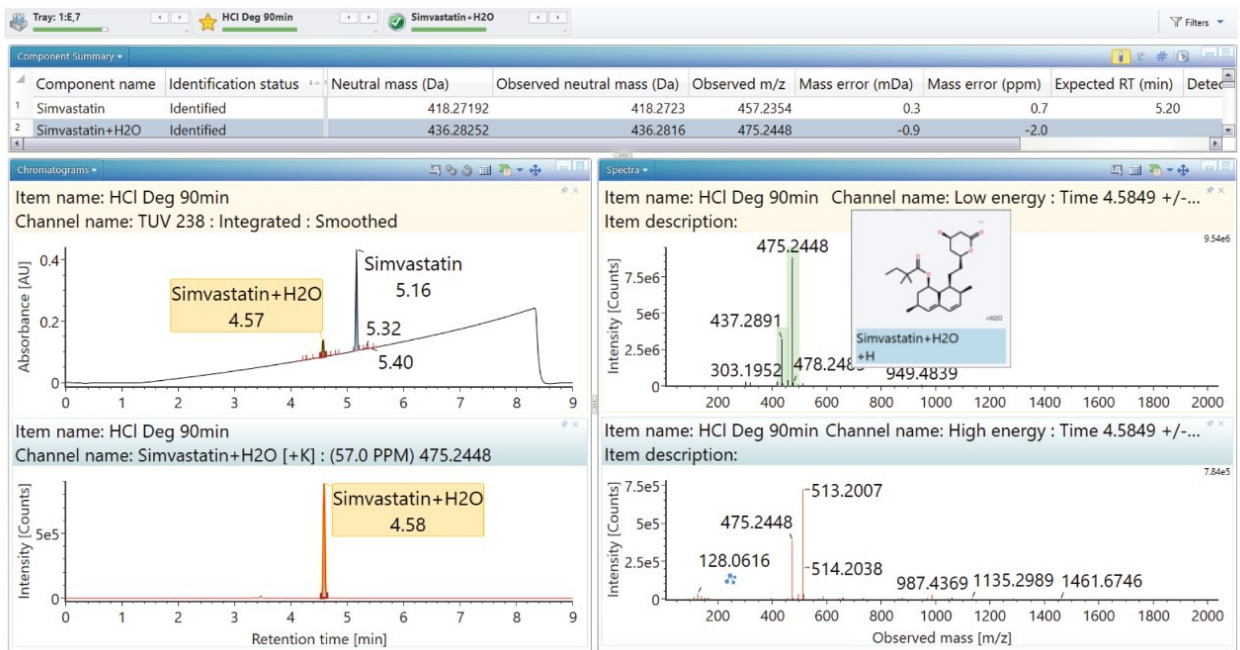 Tray: 1:E,7 HCl Deg 90min Simvastatin+H2O Filters
Component Summary
Component name Identification status Neutral mass (Da) Observed neutral mass (Da) Observed m/z Mass error (mDa) Mass error (ppm) Expected RT (min) Detec
1 Simvastatin Identified 418.27192 418.2723 457.2354 0.3 0.7 5.20
2 Simvastatin+H2O Identified 436.28252 436.2816 475.2448 -0.9 -2.0
Chromatograms
Item name: HCl Deg 90min
Channel name: TUV 238 : Integrated : Smoothed
Absorbance [AU]
0.4
0.2
0
Simvastatin
5.16
Simvastatin+H2O
4.57
5.32
5.40
0 1 2 3 4 5 6 7 8 9
Item name: HCl Deg 90min
Channel name: Simvastatin+H2O [+K] : (57.0 PPM) 475.2448
Intensity [Counts]
5e5
0
Simvastatin+H2O
4.58
0 1 2 3 4 5 6 7 8 9
Retention time [min]
Spectra
Item name: HCl Deg 90min Channel name: Low energy : Time 4.5849 +/-...
Item description:
9.54e6
Intensity [Counts]
7.5e6
5e6
2.5e6
0
475.2448
437.2891
303.1952
478.248
949.4839
+H2O
Simvastatin+H2O
+H
200 400 600 800 1000 1200 1400 1600 1800 2000
Item name: HCl Deg 90min Channel name: High energy : Time 4.5849 +/-...
Item description:
7.84e5
Intensity [Counts]
7.5e5
5e5
2.5e5
0
513.2007
475.2448
514.2038
128.0616
987.4369 1135.2989 1461.6746
200 400 600 800 1000 1200 1400 1600 1800 2000
Observed mass [m/z]